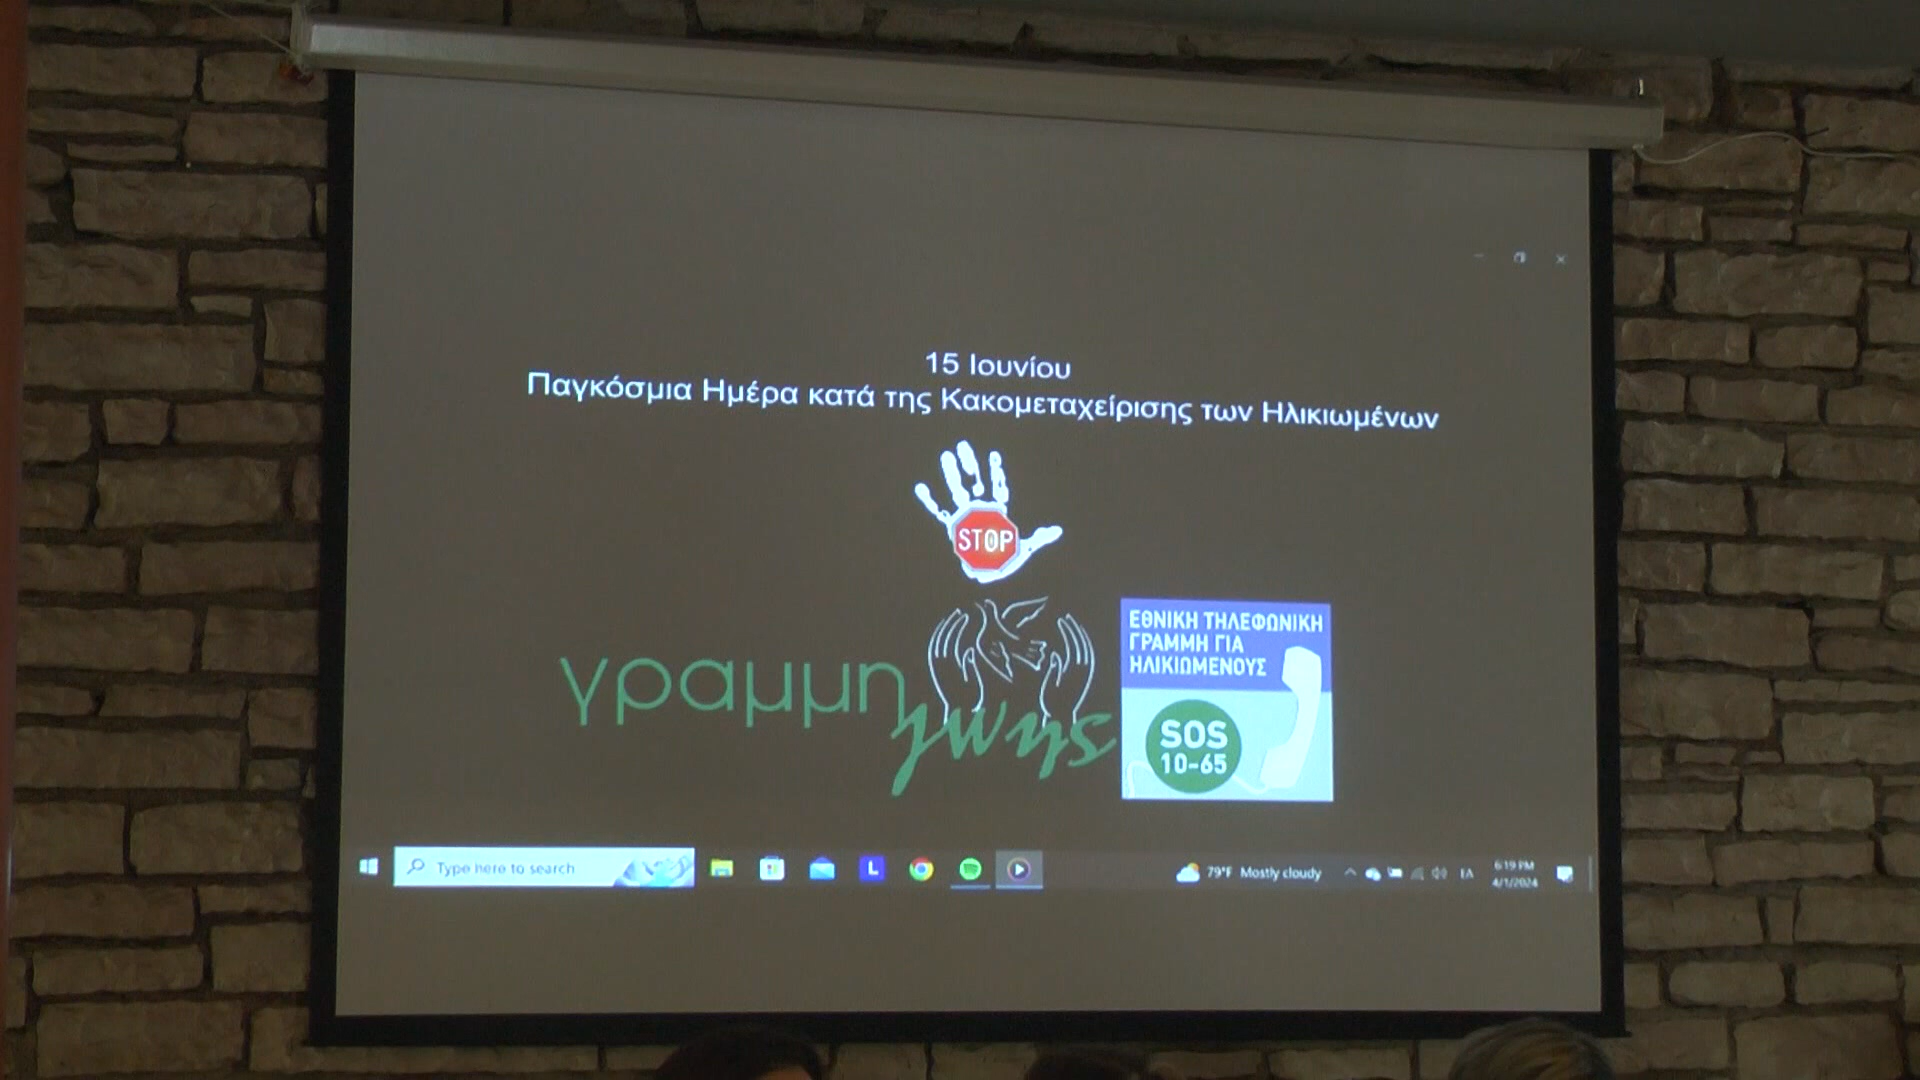 15 Ιουνίου
Παγκόσμια Ημέρα κατά της Κακομεταχείρισης των Ηλικιωμένων
STOP
γραμμη
ζωης
ΕΘΝΙΚΗ ΤΗΛΕΦΩΝΙΚΗ
ΓΡΑΜΜΗ ΓΙΑ
ΗΛΙΚΙΩΜΕΝΟΥΣ
SOS
10-65
Type here to search
L
79°F Mostly cloudy
ΕΛ
6:19 PM
4/1/2024